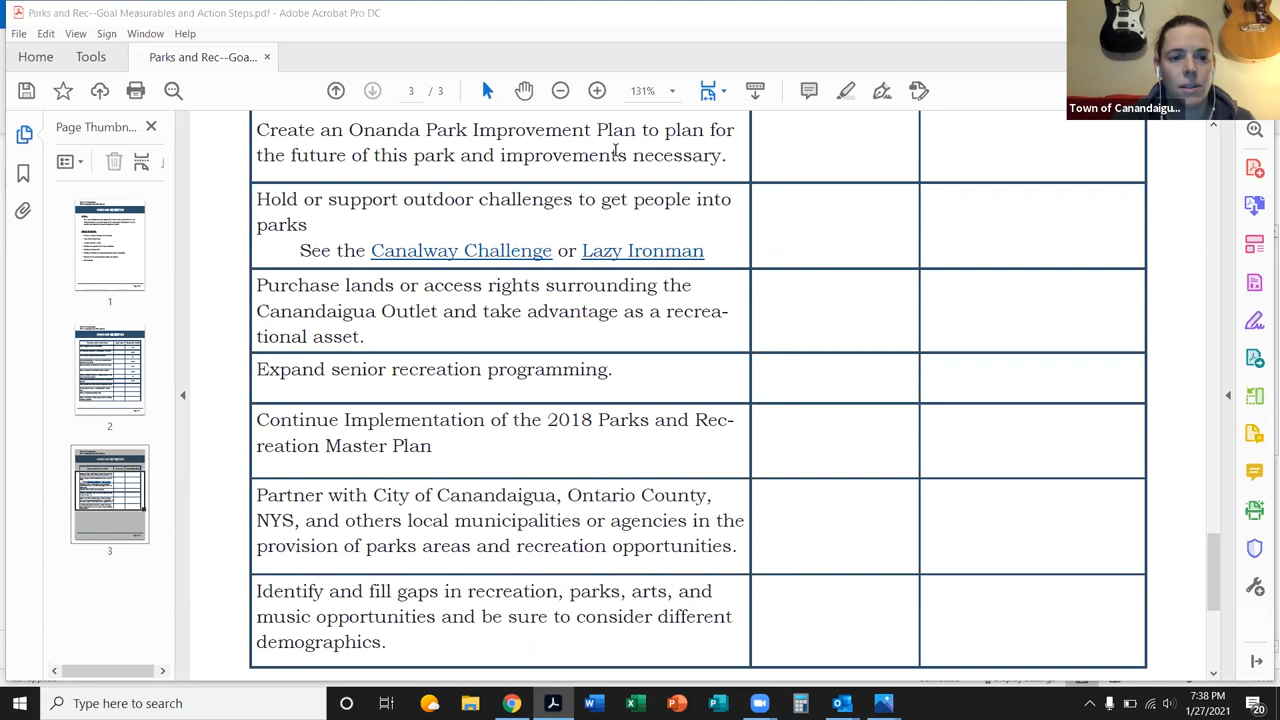 Parks and Rec--Goal Measurables and Action Steps.pdf - Adobe Acrobat Pro DC
File Edit View Sign Window Help
Home Tools Parks and Rec--Goa... ×
3 / 3 131%
Town of Canandaigu...
Page Thumbn...
1
2
3
Create an Onanda Park Improvement Plan to plan for
the future of this park and improvements necessary.
Hold or support outdoor challenges to get people into
parks
See the Canalway Challenge or Lazy Ironman
Purchase lands or access rights surrounding the
Canandaigua Outlet and take advantage as a recrea-
tional asset.
Expand senior recreation programming.
Continue Implementation of the 2018 Parks and Rec-
reation Master Plan
Partner with City of Canandaigua, Ontario County,
NYS, and others local municipalities or agencies in the
provision of parks areas and recreation opportunities.
Identify and fill gaps in recreation, parks, arts, and
music opportunities and be sure to consider different
demographics.
Type here to search
7:38 PM
1/27/2021
20